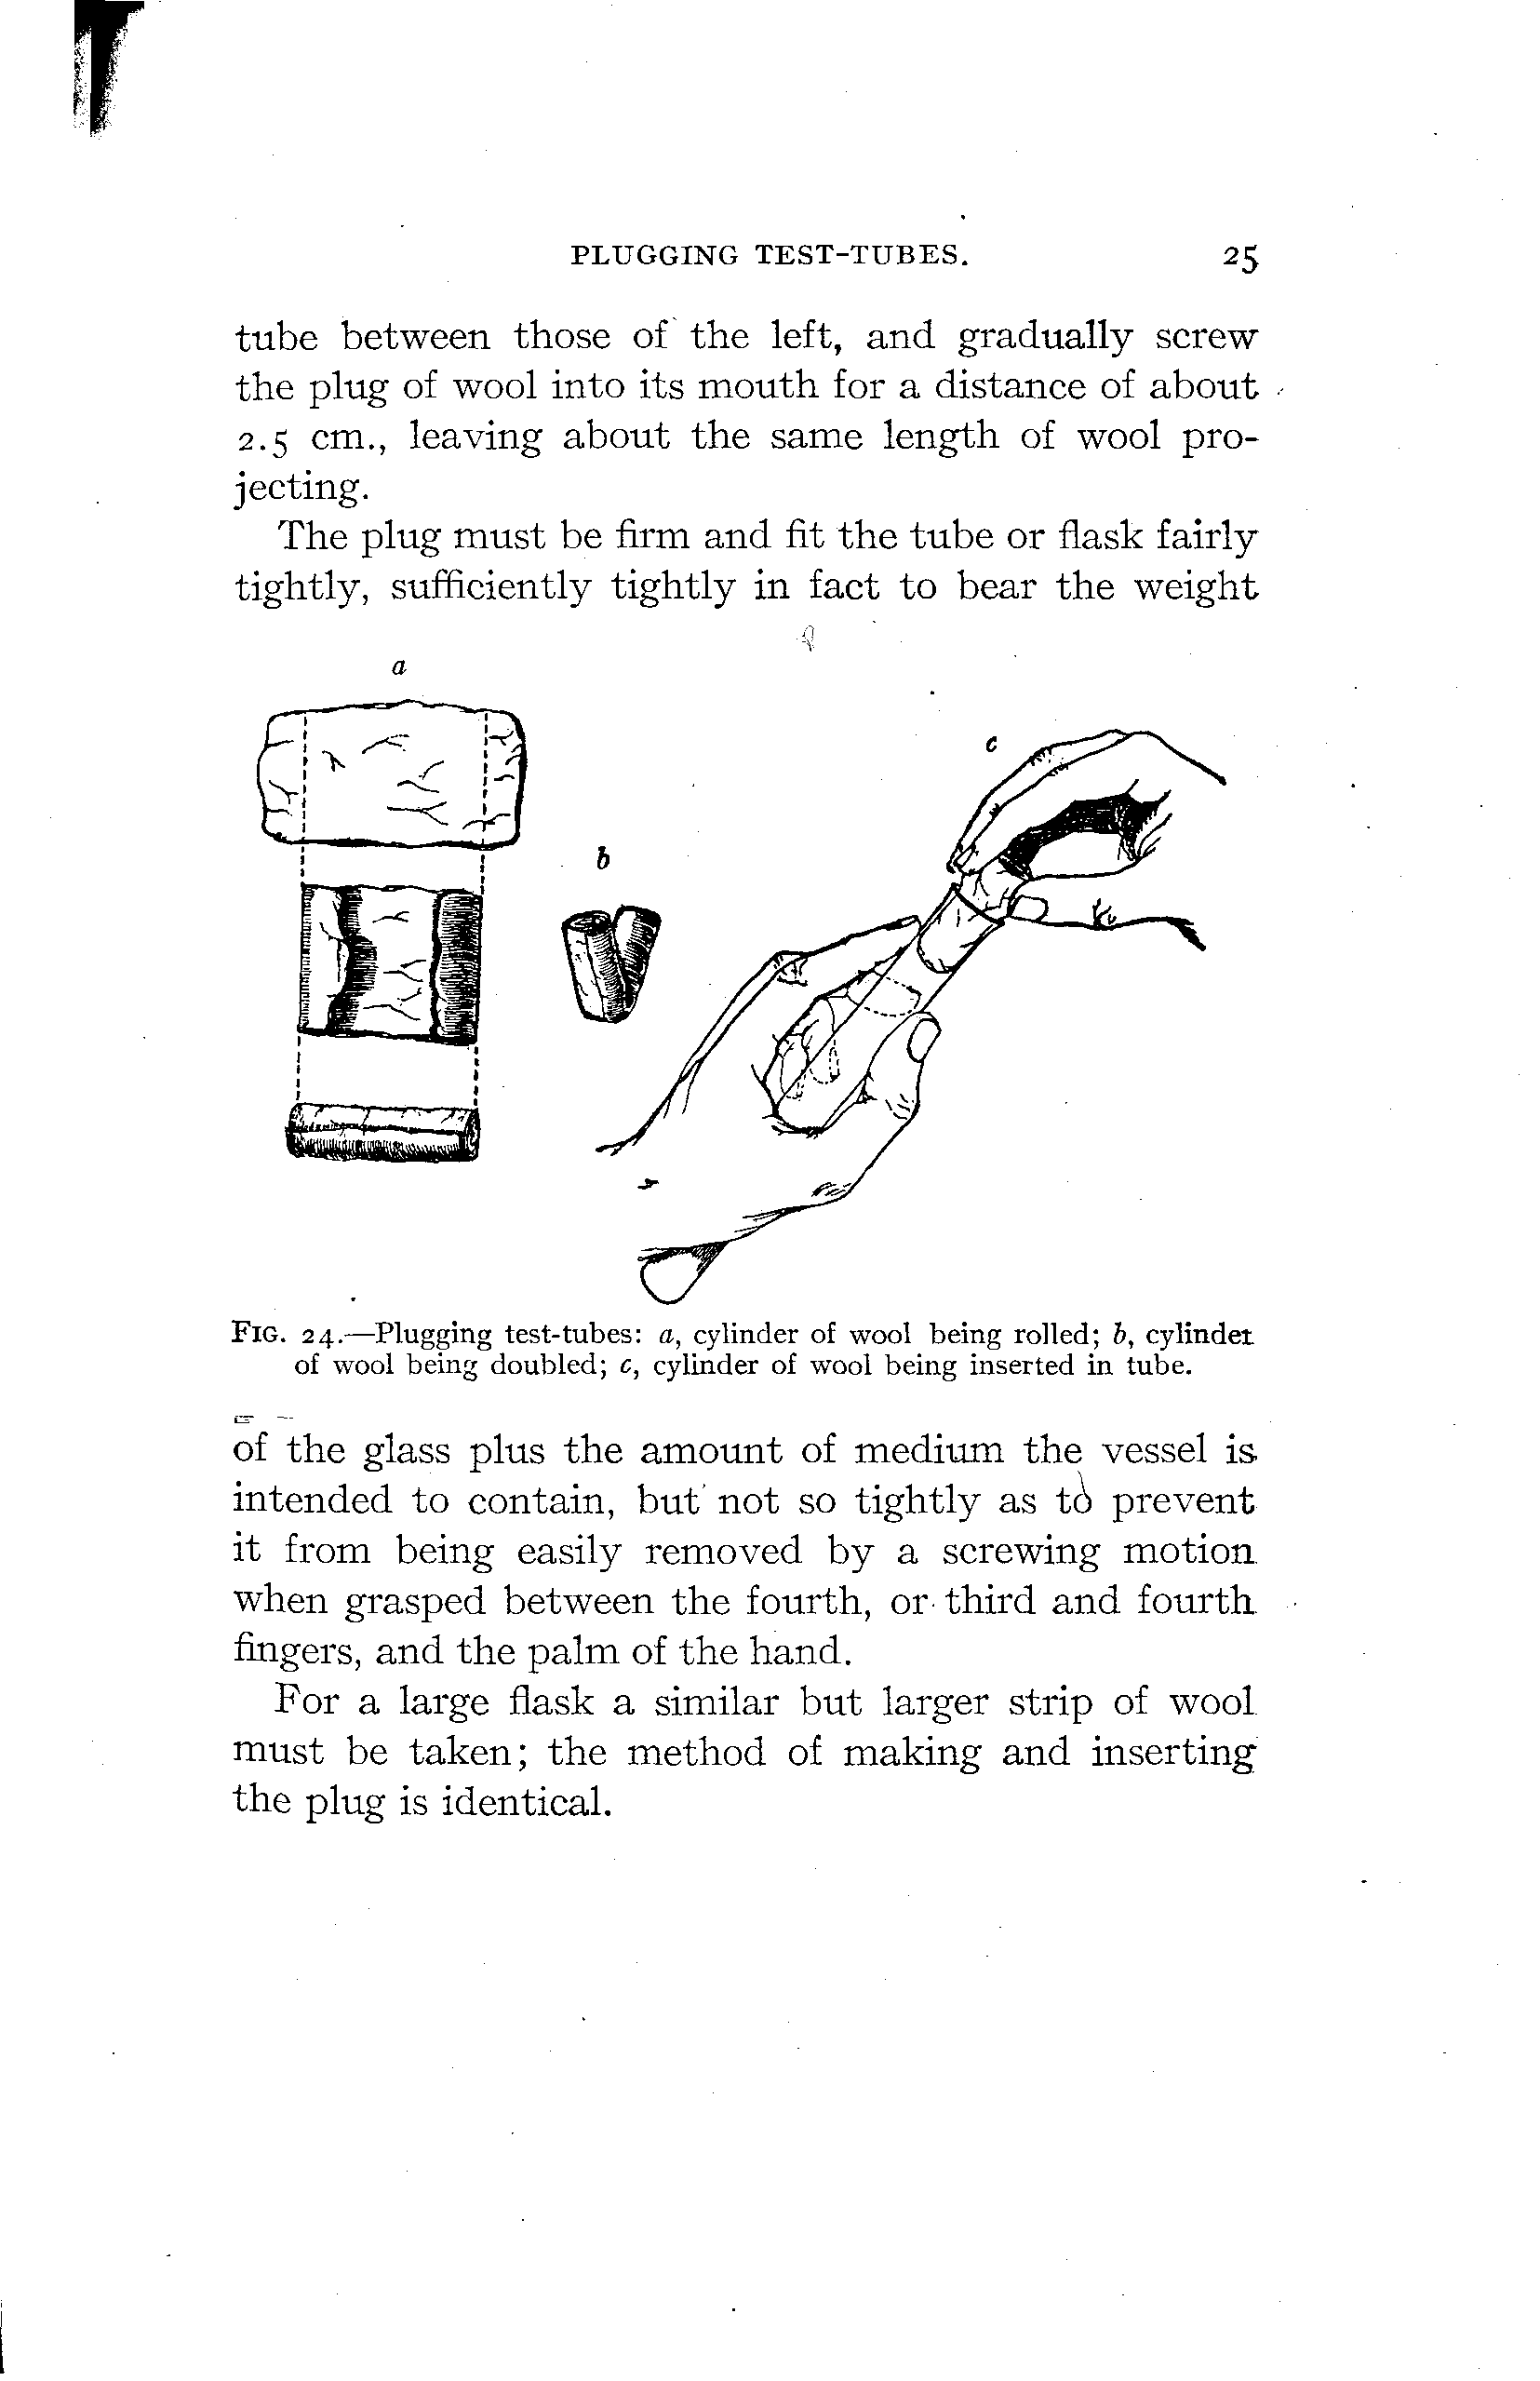 PLUGGING TEST-TUBES. 25
tube between those of the left, and gradually screw
the plug of wool into its mouth for a distance of about
2.5 cm., leaving about the same length of wool pro-
jecting.
The plug must be firm and fit the tube or flask fairly
tightly, sufficiently tightly in fact to bear the weight
a
c
b
FIG. 24.—Plugging test-tubes: a, cylinder of wool being rolled; b, cylinder
of wool being doubled; c, cylinder of wool being inserted in tube.
of the glass plus the amount of medium the vessel is
intended to contain, but not so tightly as to prevent
it from being easily removed by a screwing motion
when grasped between the fourth, or third and fourth
fingers, and the palm of the hand.
For a large flask a similar but larger strip of wool
must be taken; the method of making and inserting
the plug is identical.